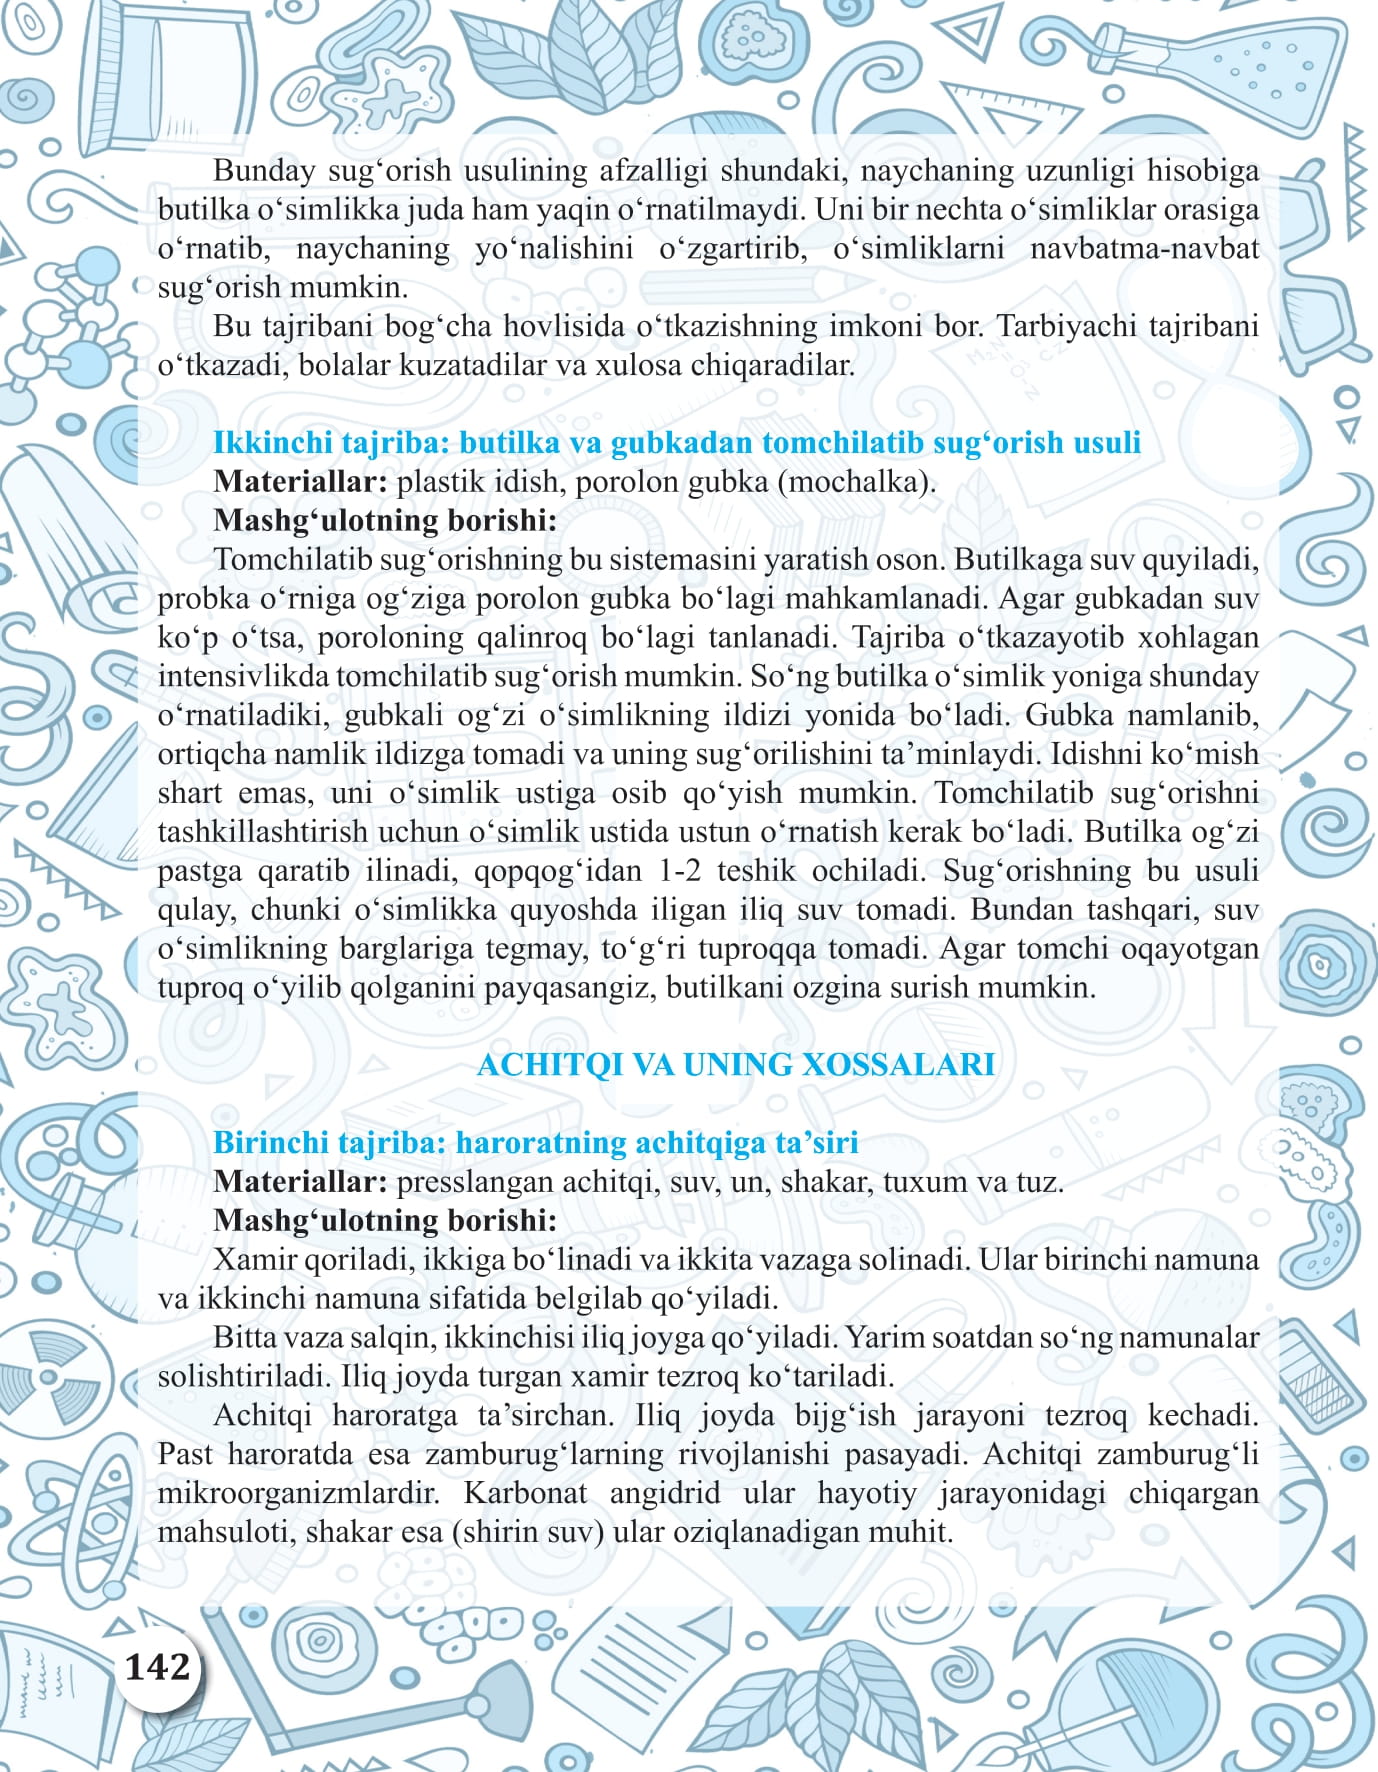 Bunday sug‘orish usulining afzalligi shundaki, naychaning uzunligi hisobiga
butilka o‘simlikka juda ham yaqin o‘rnatilmaydi. Uni bir nechta o‘simliklar orasiga
o‘rnatib, naychaning yo‘nalishini o‘zgartirib, o‘simliklarni navbatma-navbat
sug‘orish mumkin.
Bu tajribani bog‘cha hovlisida o‘tkazishning imkoni bor. Tarbiyachi tajribani
o‘tkazadi, bolalar kuzatadilar va xulosa chiqaradilar.
Ikkinchi tajriba: butilka va gubkadan tomchilatib sug‘orish usuli
Materiallar: plastik idish, porolon gubka (mochalka).
Mashg‘ulotning borishi:
Tomchilatib sug‘orishning bu sistemasini yaratish oson. Butilkaga suv quyiladi,
probka o‘rniga og‘ziga porolon gubka bo‘lagi mahkamlanadi. Agar gubkadan suv
ko‘p o‘tsa, poroloning qalinroq bo‘lagi tanlanadi. Tajriba o‘tkazayotib xohlagan
intensivlikda tomchilatib sug‘orish mumkin. So‘ng butilka o‘simlik yoniga shunday
o‘rnatiladiki, gubkali og‘zi o‘simlikning ildizi yonida bo‘ladi. Gubka namlanib,
ortiqcha namlik ildizga tomadi va uning sug‘orilishini ta’minlaydi. Idishni ko‘mish
shart emas, uni o‘simlik ustiga osib qo‘yish mumkin. Tomchilatib sug‘orishni
tashkillashtirish uchun o‘simlik ustida ustun o‘rnatish kerak bo‘ladi. Butilka og‘zi
pastga qaratib ilinadi, qopqog‘idan 1-2 teshik ochiladi. Sug‘orishning bu usuli
qulay, chunki o‘simlikka quyoshda iligan iliq suv tomadi. Bundan tashqari, suv
o‘simlikning barglariga tegmay, to‘g‘ri tuproqqa tomadi. Agar tomchi oqayotgan
tuproq o‘yilib qolganini payqasangiz, butilkani ozgina surish mumkin.
ACHITQI VA UNING XOSSALARI
Birinchi tajriba: haroratning achitqiga ta’siri
Materiallar: presslangan achitqi, suv, un, shakar, tuxum va tuz.
Mashg‘ulotning borishi:
Xamir qoriladi, ikkiga bo‘linadi va ikkita vazaga solinadi. Ular birinchi namuna
va ikkinchi namuna sifatida belgilab qo‘yiladi.
Bitta vaza salqin, ikkinchisi iliq joyga qo‘yiladi. Yarim soatdan so‘ng namunalar
solishtiriladi. Iliq joyda turgan xamir tezroq ko‘tariladi.
Achitqi haroratga ta’sirchan. Iliq joyda bijg‘ish jarayoni tezroq kechadi.
Past haroratda esa zamburug‘larning rivojlanishi pasayadi. Achitqi zamburug‘li
mikroorganizmlardir. Karbonat angidrid ular hayotiy jarayonidagi chiqargan
mahsuloti, shakar esa (shirin suv) ular oziqlanadigan muhit.
142